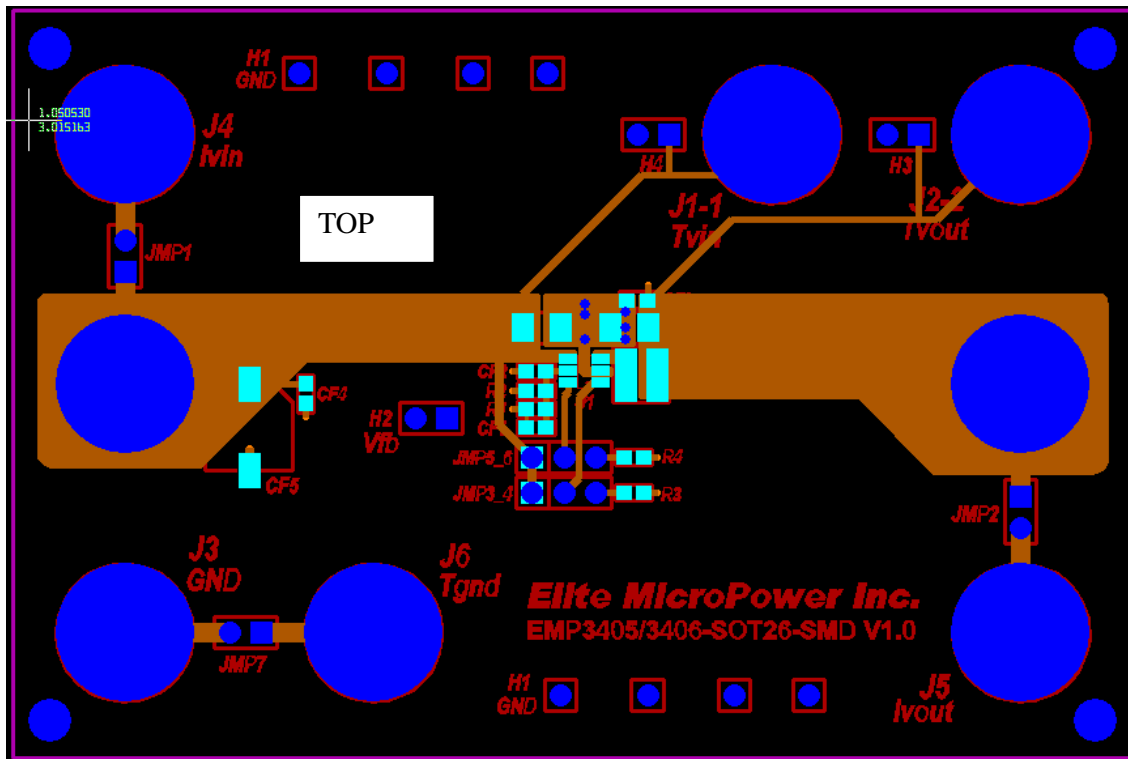 H1
GND
1.050530
3.015163
J4
Ivin
H4
H3
J1-1
Tvin
J2-2
Tvout
TOP
JMP1
CF4
H2
Vfb
CF5
JMP5_6
R4
JMP3_4
R3
JMP2
J3
GND
J6
Tgnd
Elite MicroPower Inc.
EMP3405/3406-SOT26-SMD V1.0
JMP7
H1
GND
J5
Ivout